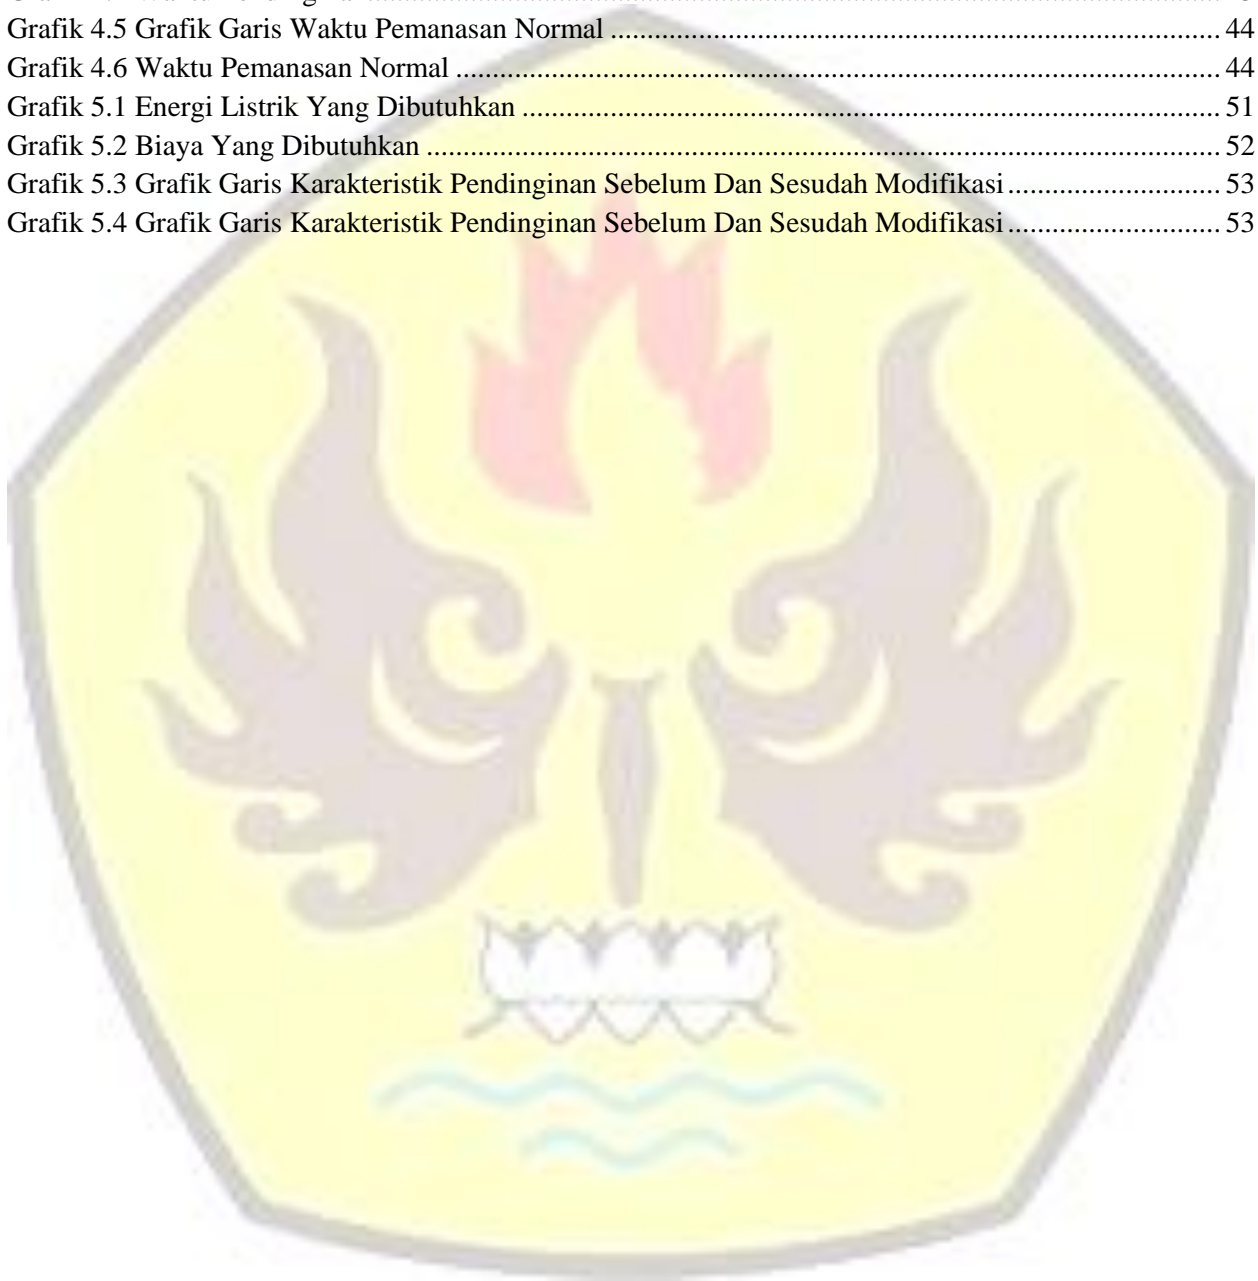 Grafik 4.5 Grafik Garis Waktu Pemanasan Normal ........................................................................................ 44
Grafik 4.6 Waktu Pemanasan Normal ............................................................................................................. 44
Grafik 5.1 Energi Listrik Yang Dibutuhkan .................................................................................................... 51
Grafik 5.2 Biaya Yang Dibutuhkan .................................................................................................................. 52
Grafik 5.3 Grafik Garis Karakteristik Pendinginan Sebelum Dan Sesudah Modifikasi ............................... 53
Grafik 5.4 Grafik Garis Karakteristik Pendinginan Sebelum Dan Sesudah Modifikasi ............................... 53